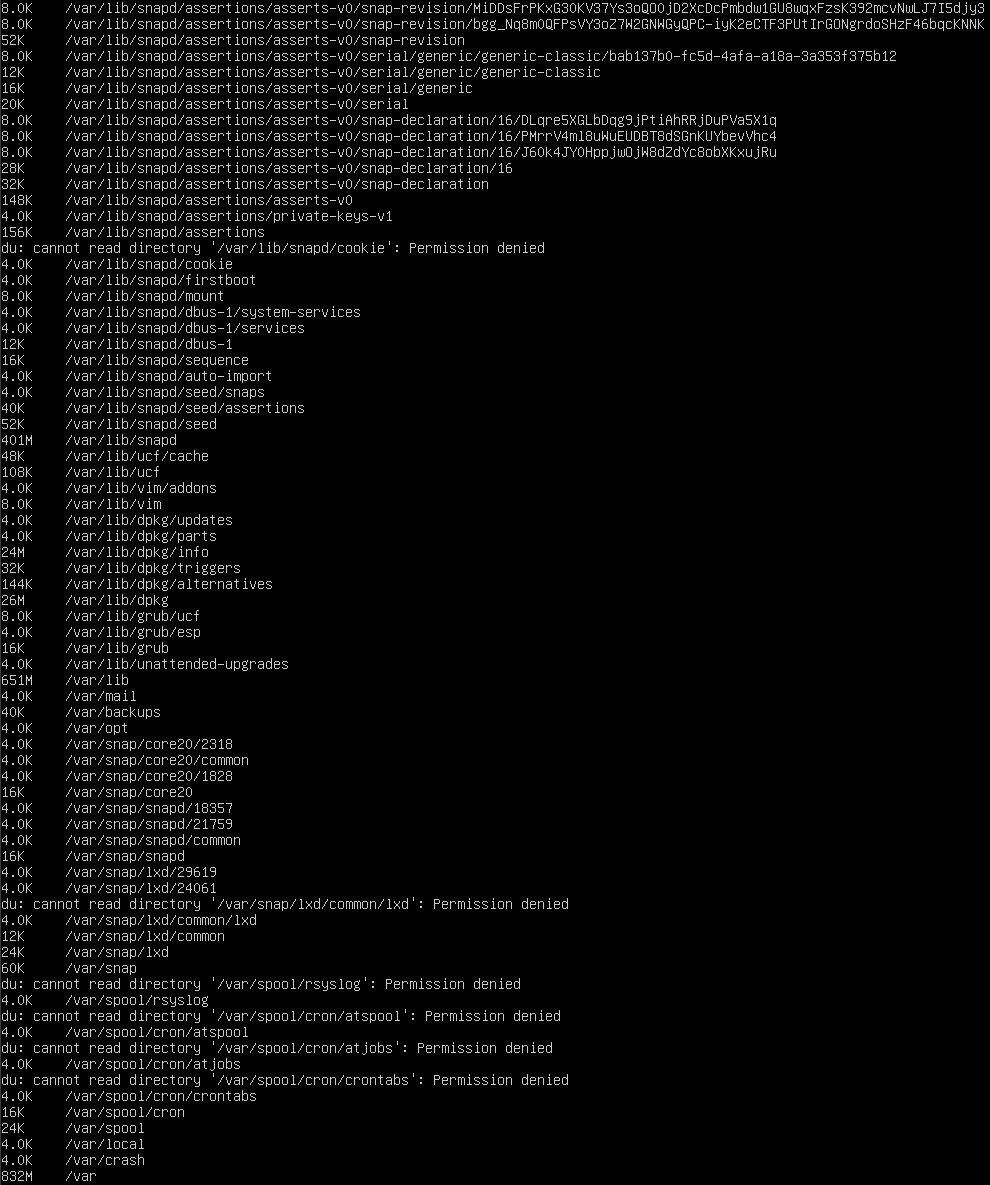 8.0K /var/lib/snapd/assertions/asserts-v0/snap-revision/MiDDsFrPKxG30KV37Ys3oQOOjD2XcDcPmbdw1GU8wqxFzsK392mcvNwLJ7I5djy3
8.0K /var/lib/snapd/assertions/asserts-v0/snap-revision/bgg_Nq8mOQFPsVY3oZ7W2GNWGyQPC-iyK2eCTF3PUtIrGONgrdoSHzF46bqcKNNK
52K /var/lib/snapd/assertions/asserts-v0/snap-revision
8.0K /var/lib/snapd/assertions/asserts-v0/serial/generic/generic-classic/bab137b0-fc5d-4afa-a18a-3a353f375b12
12K /var/lib/snapd/assertions/asserts-v0/serial/generic/generic-classic
16K /var/lib/snapd/assertions/asserts-v0/serial/generic
20K /var/lib/snapd/assertions/asserts-v0/serial
8.0K /var/lib/snapd/assertions/asserts-v0/snap-declaration/16/DLqre5XGLbDqg9jPtiAhRRjDuPVa5X1q
8.0K /var/lib/snapd/assertions/asserts-v0/snap-declaration/16/PMrrV4ml8uWuEUDBT8dSGnKUYbevVhc4
8.0K /var/lib/snapd/assertions/asserts-v0/snap-declaration/16/J60k4JY0HppjwOjW8dZdYc8obXKxujRu
28K /var/lib/snapd/assertions/asserts-v0/snap-declaration/16
32K /var/lib/snapd/assertions/asserts-v0/snap-declaration
148K /var/lib/snapd/assertions/asserts-v0
4.0K /var/lib/snapd/assertions/private-keys-v1
156K /var/lib/snapd/assertions
du: cannot read directory '/var/lib/snapd/cookie': Permission denied
4.0K /var/lib/snapd/cookie
4.0K /var/lib/snapd/firstboot
8.0K /var/lib/snapd/mount
4.0K /var/lib/snapd/dbus-1/system-services
4.0K /var/lib/snapd/dbus-1/services
12K /var/lib/snapd/dbus-1
16K /var/lib/snapd/sequence
4.0K /var/lib/snapd/auto-import
4.0K /var/lib/snapd/seed/snaps
40K /var/lib/snapd/seed/assertions
52K /var/lib/snapd/seed
401M /var/lib/snapd
48K /var/lib/ucf/cache
108K /var/lib/ucf
4.0K /var/lib/vim/addons
8.0K /var/lib/vim
4.0K /var/lib/dpkg/updates
4.0K /var/lib/dpkg/parts
24M /var/lib/dpkg/info
32K /var/lib/dpkg/triggers
144K /var/lib/dpkg/alternatives
26M /var/lib/dpkg
8.0K /var/lib/grub/ucf
4.0K /var/lib/grub/esp
16K /var/lib/grub
4.0K /var/lib/unattended-upgrades
651M /var/lib
4.0K /var/mail
40K /var/backups
4.0K /var/opt
4.0K /var/snap/core20/2318
4.0K /var/snap/core20/common
4.0K /var/snap/core20/1828
16K /var/snap/core20
4.0K /var/snap/snapd/18357
4.0K /var/snap/snapd/21759
4.0K /var/snap/snapd/common
16K /var/snap/snapd
4.0K /var/snap/lxd/29619
4.0K /var/snap/lxd/24061
du: cannot read directory '/var/snap/lxd/common/lxd': Permission denied
4.0K /var/snap/lxd/common/lxd
12K /var/snap/lxd/common
24K /var/snap/lxd
60K /var/snap
du: cannot read directory '/var/spool/rsyslog': Permission denied
4.0K /var/spool/rsyslog
du: cannot read directory '/var/spool/cron/atspool': Permission denied
4.0K /var/spool/cron/atspool
du: cannot read directory '/var/spool/cron/atjobs': Permission denied
4.0K /var/spool/cron/atjobs
du: cannot read directory '/var/spool/cron/crontabs': Permission denied
4.0K /var/spool/cron/crontabs
16K /var/spool/cron
24K /var/spool
4.0K /var/local
4.0K /var/crash
832M /var